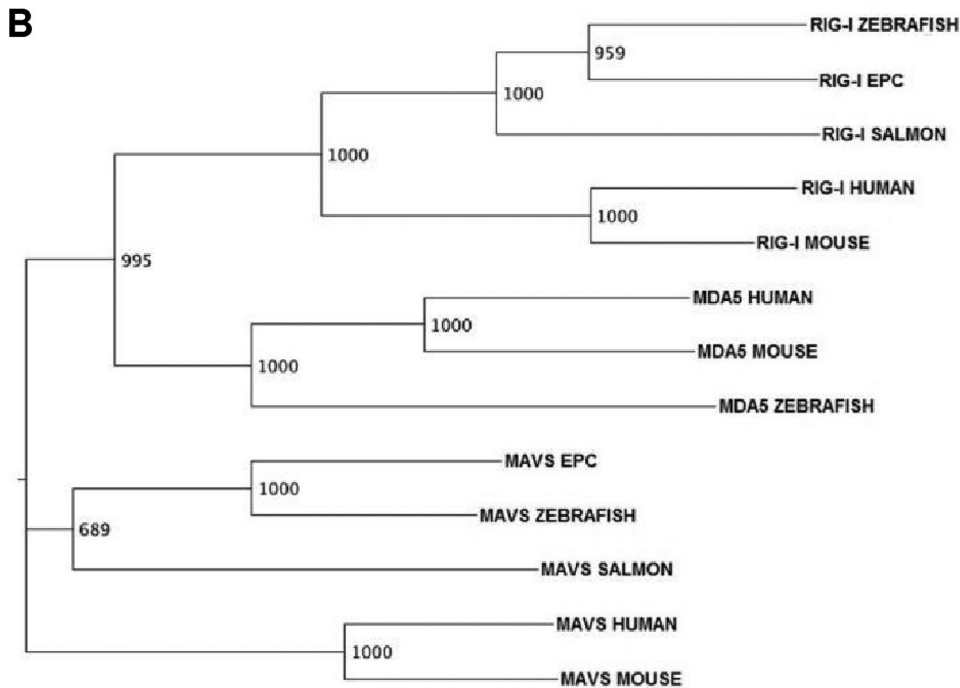 B
RIG-I ZEBRAFISH
959
RIG-I EPC
1000
RIG-I SALMON
1000
RIG-I HUMAN
1000
RIG-I MOUSE
995
MDA5 HUMAN
1000
MDA5 MOUSE
1000
MDA5 ZEBRAFISH
MAVS EPC
1000
MAVS ZEBRAFISH
689
MAVS SALMON
MAVS HUMAN
1000
MAVS MOUSE